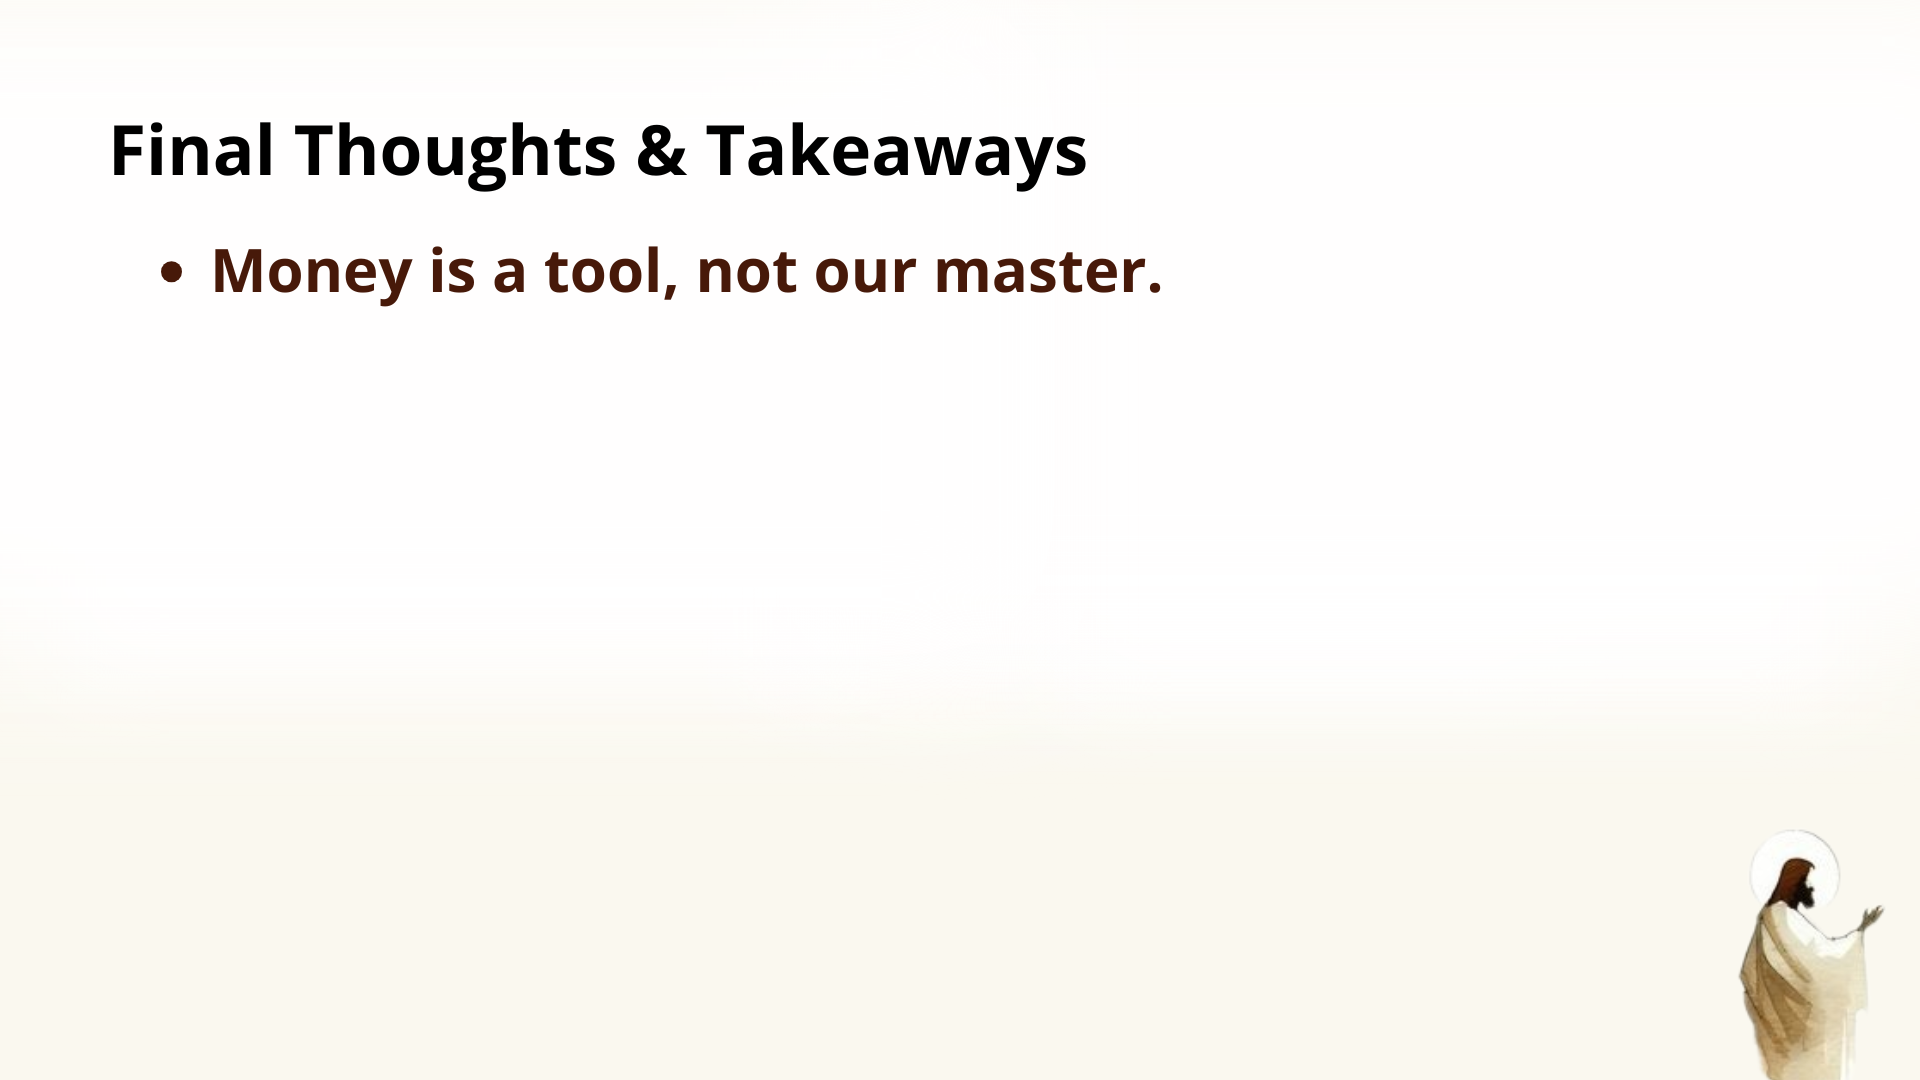 Final Thoughts & Takeaways
• Money is a tool, not our master.